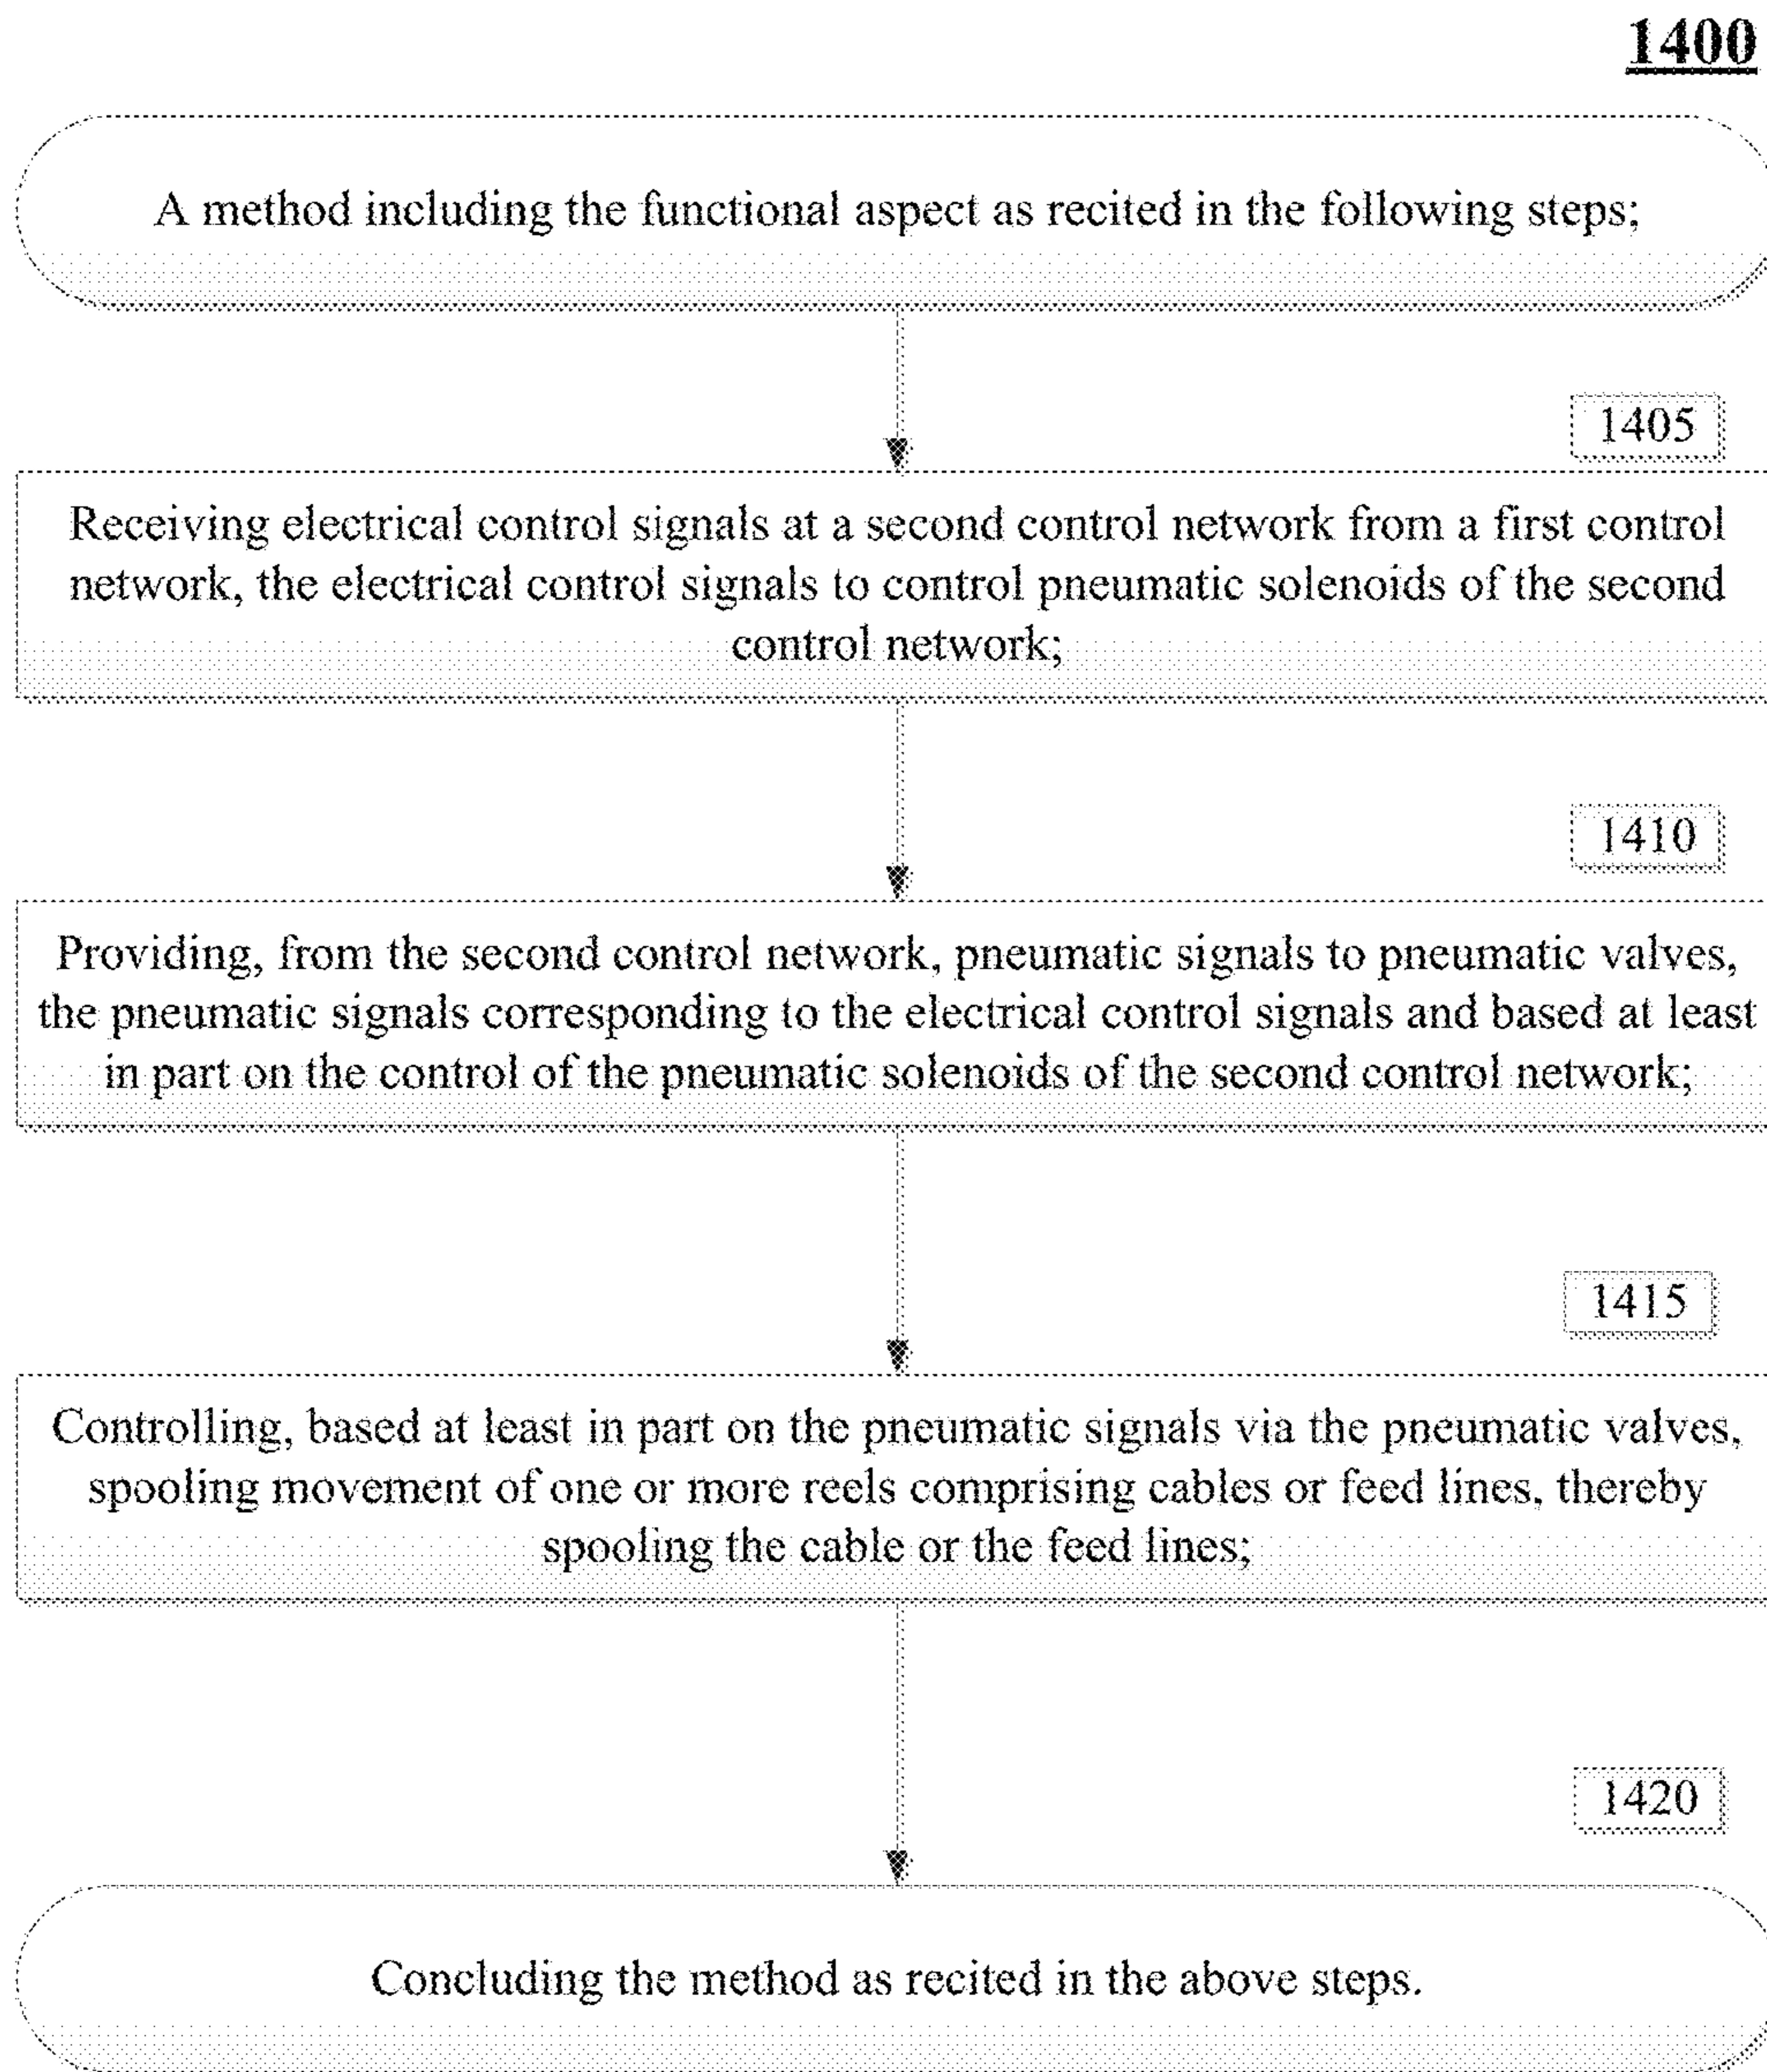 1400
A method including the functional aspect as recited in the following steps;
1405
Receiving electrical control signals at a second control network from a first control
network, the electrical control signals to control pneumatic solenoids of the second
control network;
1410
Providing, from the second control network, pneumatic signals to pneumatic valves,
the pneumatic signals corresponding to the electrical control signals and based at least
in part on the control of the pneumatic solenoids of the second control network;
1415
Controlling, based at least in part on the pneumatic signals via the pneumatic valves,
spooling movement of one or more reels comprising cables or feed lines, thereby
spooling the cable or the feed lines;
1420
Concluding the method as recited in the above steps.